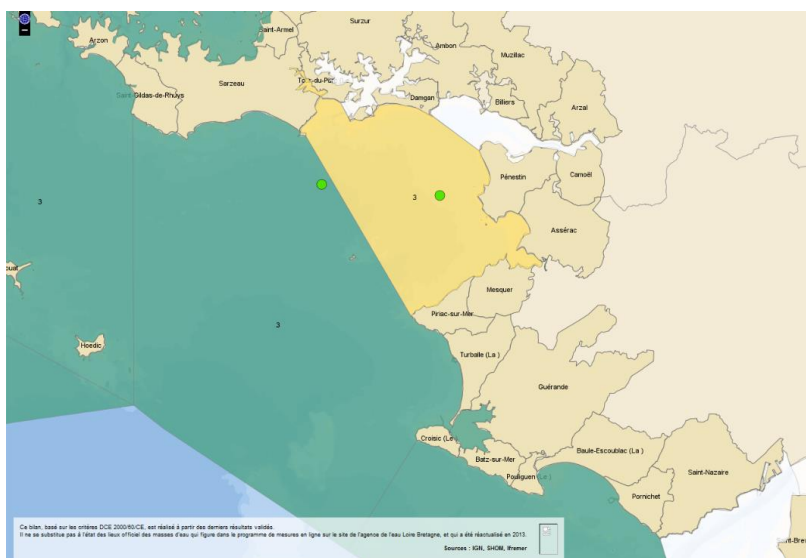 Surzur
Saint-Armel
Arzon
Ambon
Muzillac
Sarzeau
Damgan
Billiers
Arzal
3
3
Pénestin
Camoël
Assérac
3
Mesquer
Piriac-sur-Mer
Hoedic
Turballe (La )
Guérande
Croisic (Le )
Batz-sur-Mer
Baule-Escoublac (La )
Saint-Nazaire
Pouliguen (Le )
Pornichet
Ce bilan, basé sur les critères DCE 2000/60/CE, est réalisé à partir des derniers résultats validés.
Il ne se substitue pas à l'état des lieux officiel des masses d'eau qui figure dans le programme de mesures en ligne sur le site de l'agence de l'eau Loire Bretagne, et qui a été réactualisé en 2013.
Sources : IGN, SHOM, Ifremer